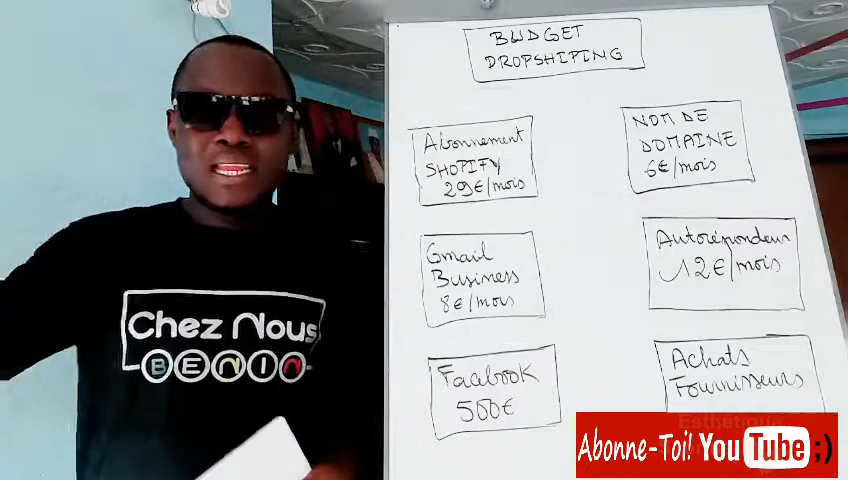 BUDGET
DROPSHIPING
Abonnement
SHOPIFY
29€/mois
NOM DE
DOMAINE
6€/mois
Gmail
Business
8€/mois
Autorépondeur
12€/mois
Facebook
500€
Achats
Fournisseurs
Chez Nous
BENIN
Esthetique
Abonne-Toi! YouTube ;)